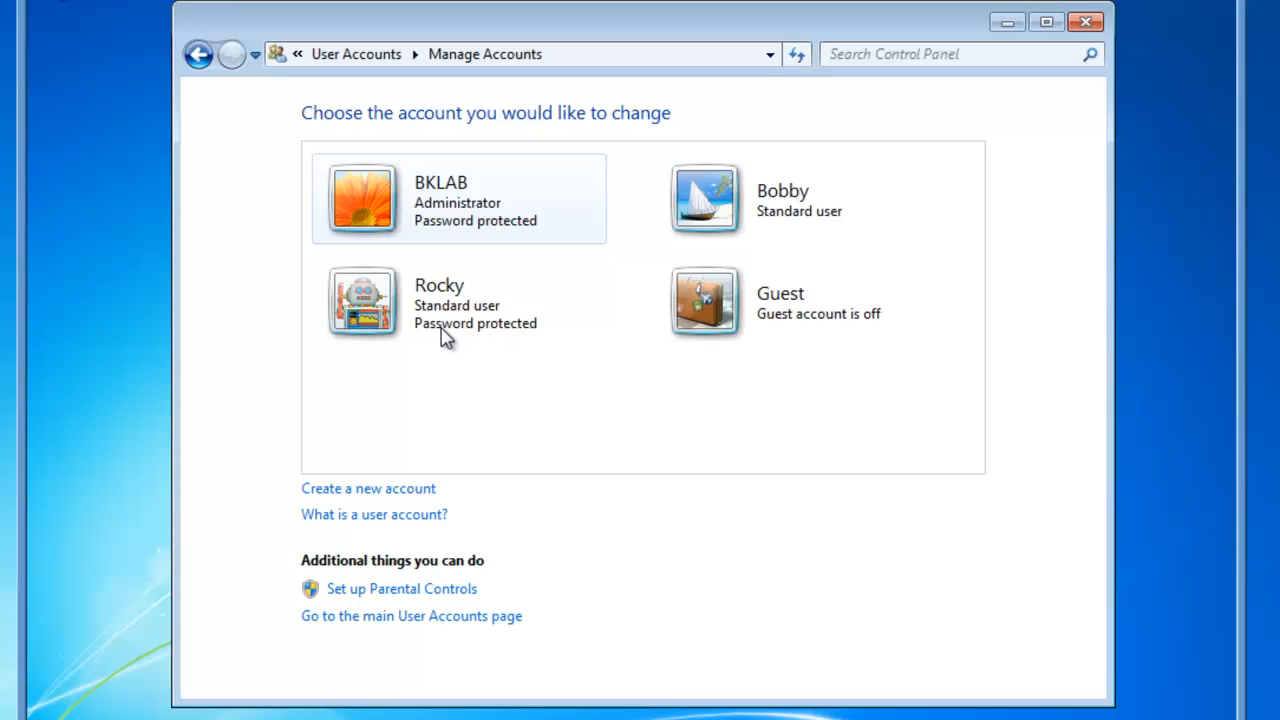 « User Accounts Manage Accounts
Search Control Panel
Choose the account you would like to change
BKLAB
Administrator
Password protected
Bobby
Standard user
Rocky
Standard user
Password protected
Guest
Guest account is off
Create a new account
What is a user account?
Additional things you can do
Set up Parental Controls
Go to the main User Accounts page